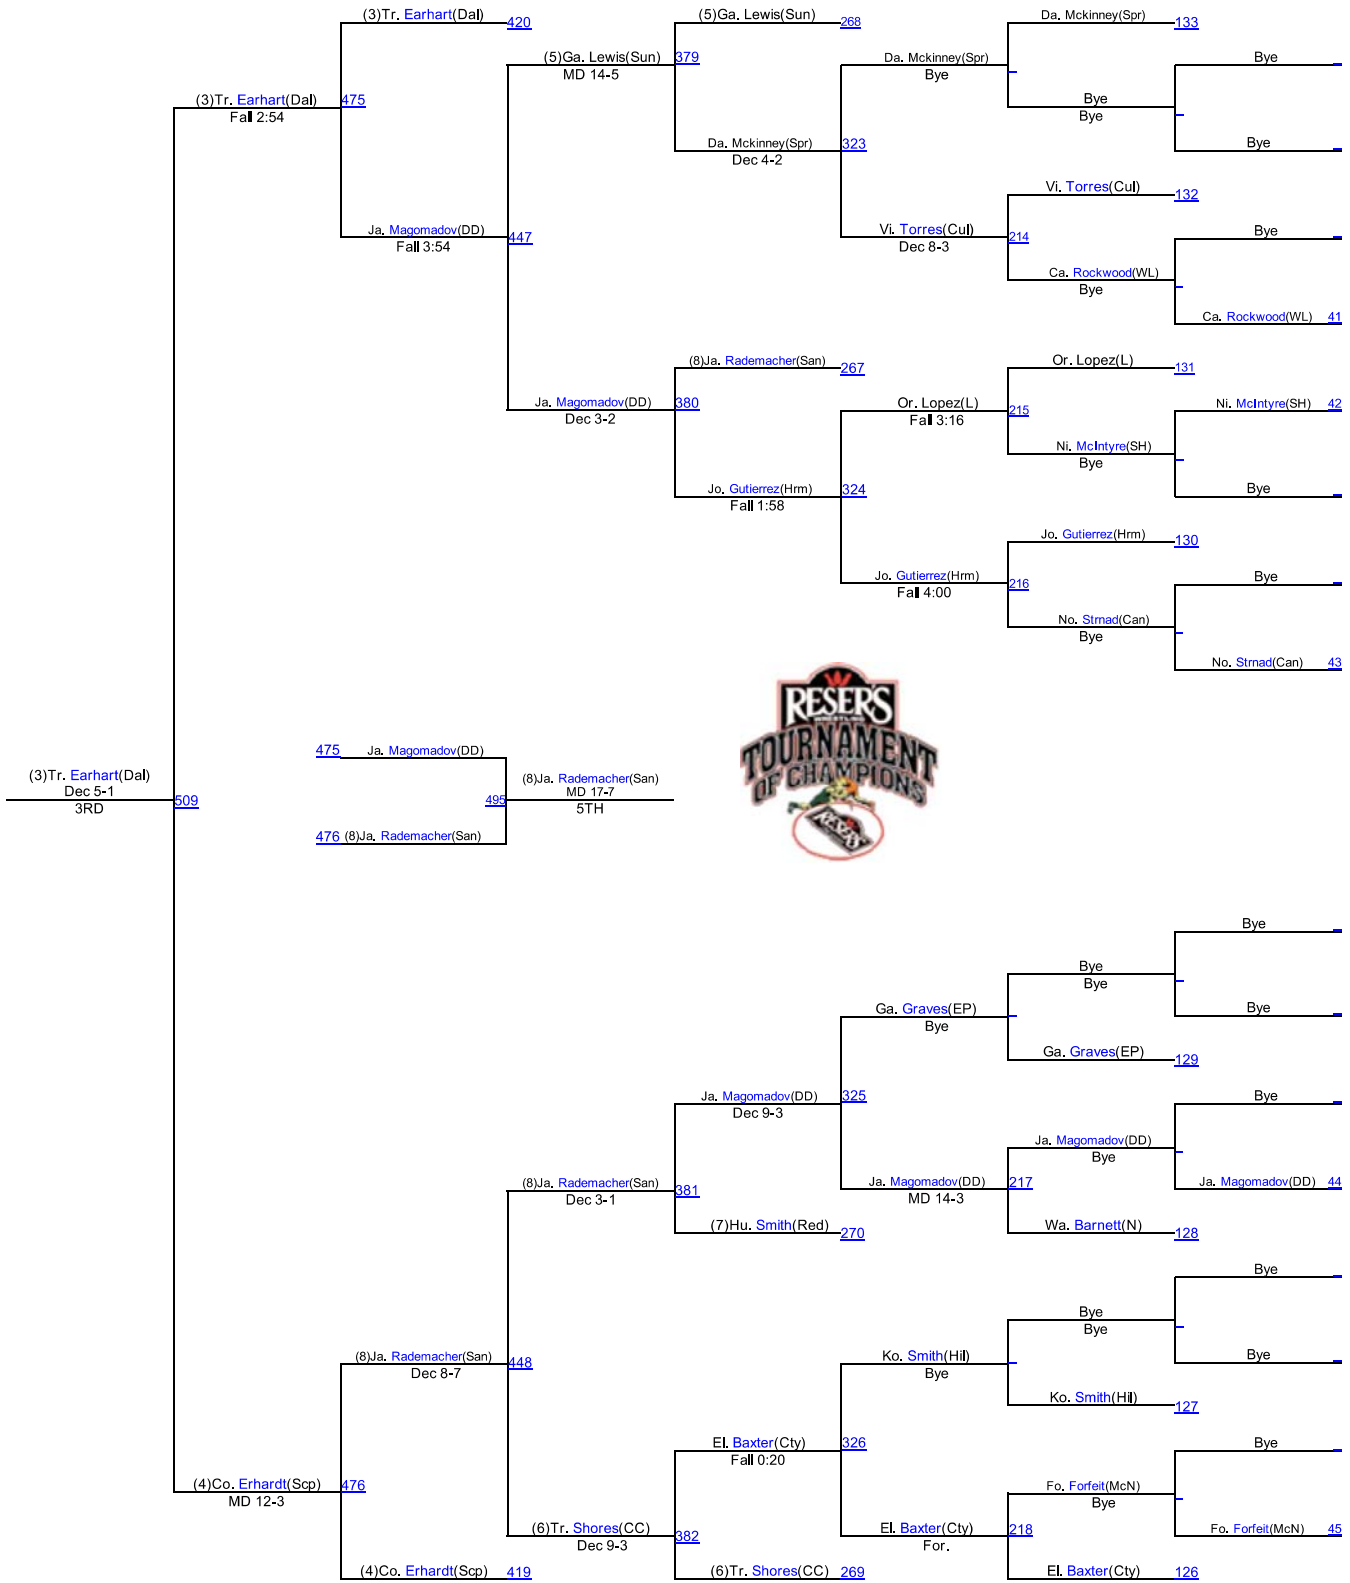 (3)Tr. Earhart(Dal) 420
(5)Ga. Lewis(Sun) 268
Da. Mckinney(Spr) 133
(5)Ga. Lewis(Sun) 379
MD 14-5
Da. Mckinney(Spr)
Bye
Bye
(3)Tr. Earhart(Dal) 475
Fall 2:54
Bye
Bye
Da. Mckinney(Spr) 323
Dec 4-2
Bye
Vi. Torres(Cul) 132
Ja. Magomadov(DD) 447
Fall 3:54
Vi. Torres(Cul) 214
Dec 8-3
Bye
Ca. Rockwood(WL)
Bye
Ca. Rockwood(WL) 41
(8)Ja. Rademacher(San) 267
Or. Lopez(L) 131
Ja. Magomadov(DD) 380
Dec 3-2
Or. Lopez(L) 215
Fall 3:16
Ni. McIntyre(SH) 42
Ni. McIntyre(SH)
Bye
Jo. Gutierrez(Hrm) 324
Fall 1:58
Bye
Jo. Gutierrez(Hrm) 130
Jo. Gutierrez(Hrm) 216
Fall 4:00
Bye
No. Strnad(Can)
Bye
No. Strnad(Can) 43
RESER'S
WRESTLING
TOURNAMENT
OF CHAMPIONS
RESER'S
475 Ja. Magomadov(DD)
(3)Tr. Earhart(Dal)
Dec 5-1
3RD
509
495
(8)Ja. Rademacher(San)
MD 17-7
5TH
476 (8)Ja. Rademacher(San)
Bye
Bye
Bye
Ga. Graves(EP)
Bye
Bye
Ga. Graves(EP) 129
Ja. Magomadov(DD) 325
Dec 9-3
Bye
Ja. Magomadov(DD)
Bye
(8)Ja. Rademacher(San) 381
Dec 3-1
Ja. Magomadov(DD) 217
MD 14-3
Ja. Magomadov(DD) 44
(7)Hu. Smith(Red) 270
Wa. Barnett(N) 128
Bye
Bye
Bye
(8)Ja. Rademacher(San) 448
Dec 8-7
Ko. Smith(Hil)
Bye
Bye
Ko. Smith(Hil) 127
El. Baxter(Cty) 326
Fall 0:20
Bye
(4)Co. Erhardt(Scp) 476
MD 12-3
Fo. Forfeit(McN)
Bye
(6)Tr. Shores(CC) 382
Dec 9-3
El. Baxter(Cty) 218
For.
Fo. Forfeit(McN) 45
(4)Co. Erhardt(Scp) 419
(6)Tr. Shores(CC) 269
El. Baxter(Cty) 126